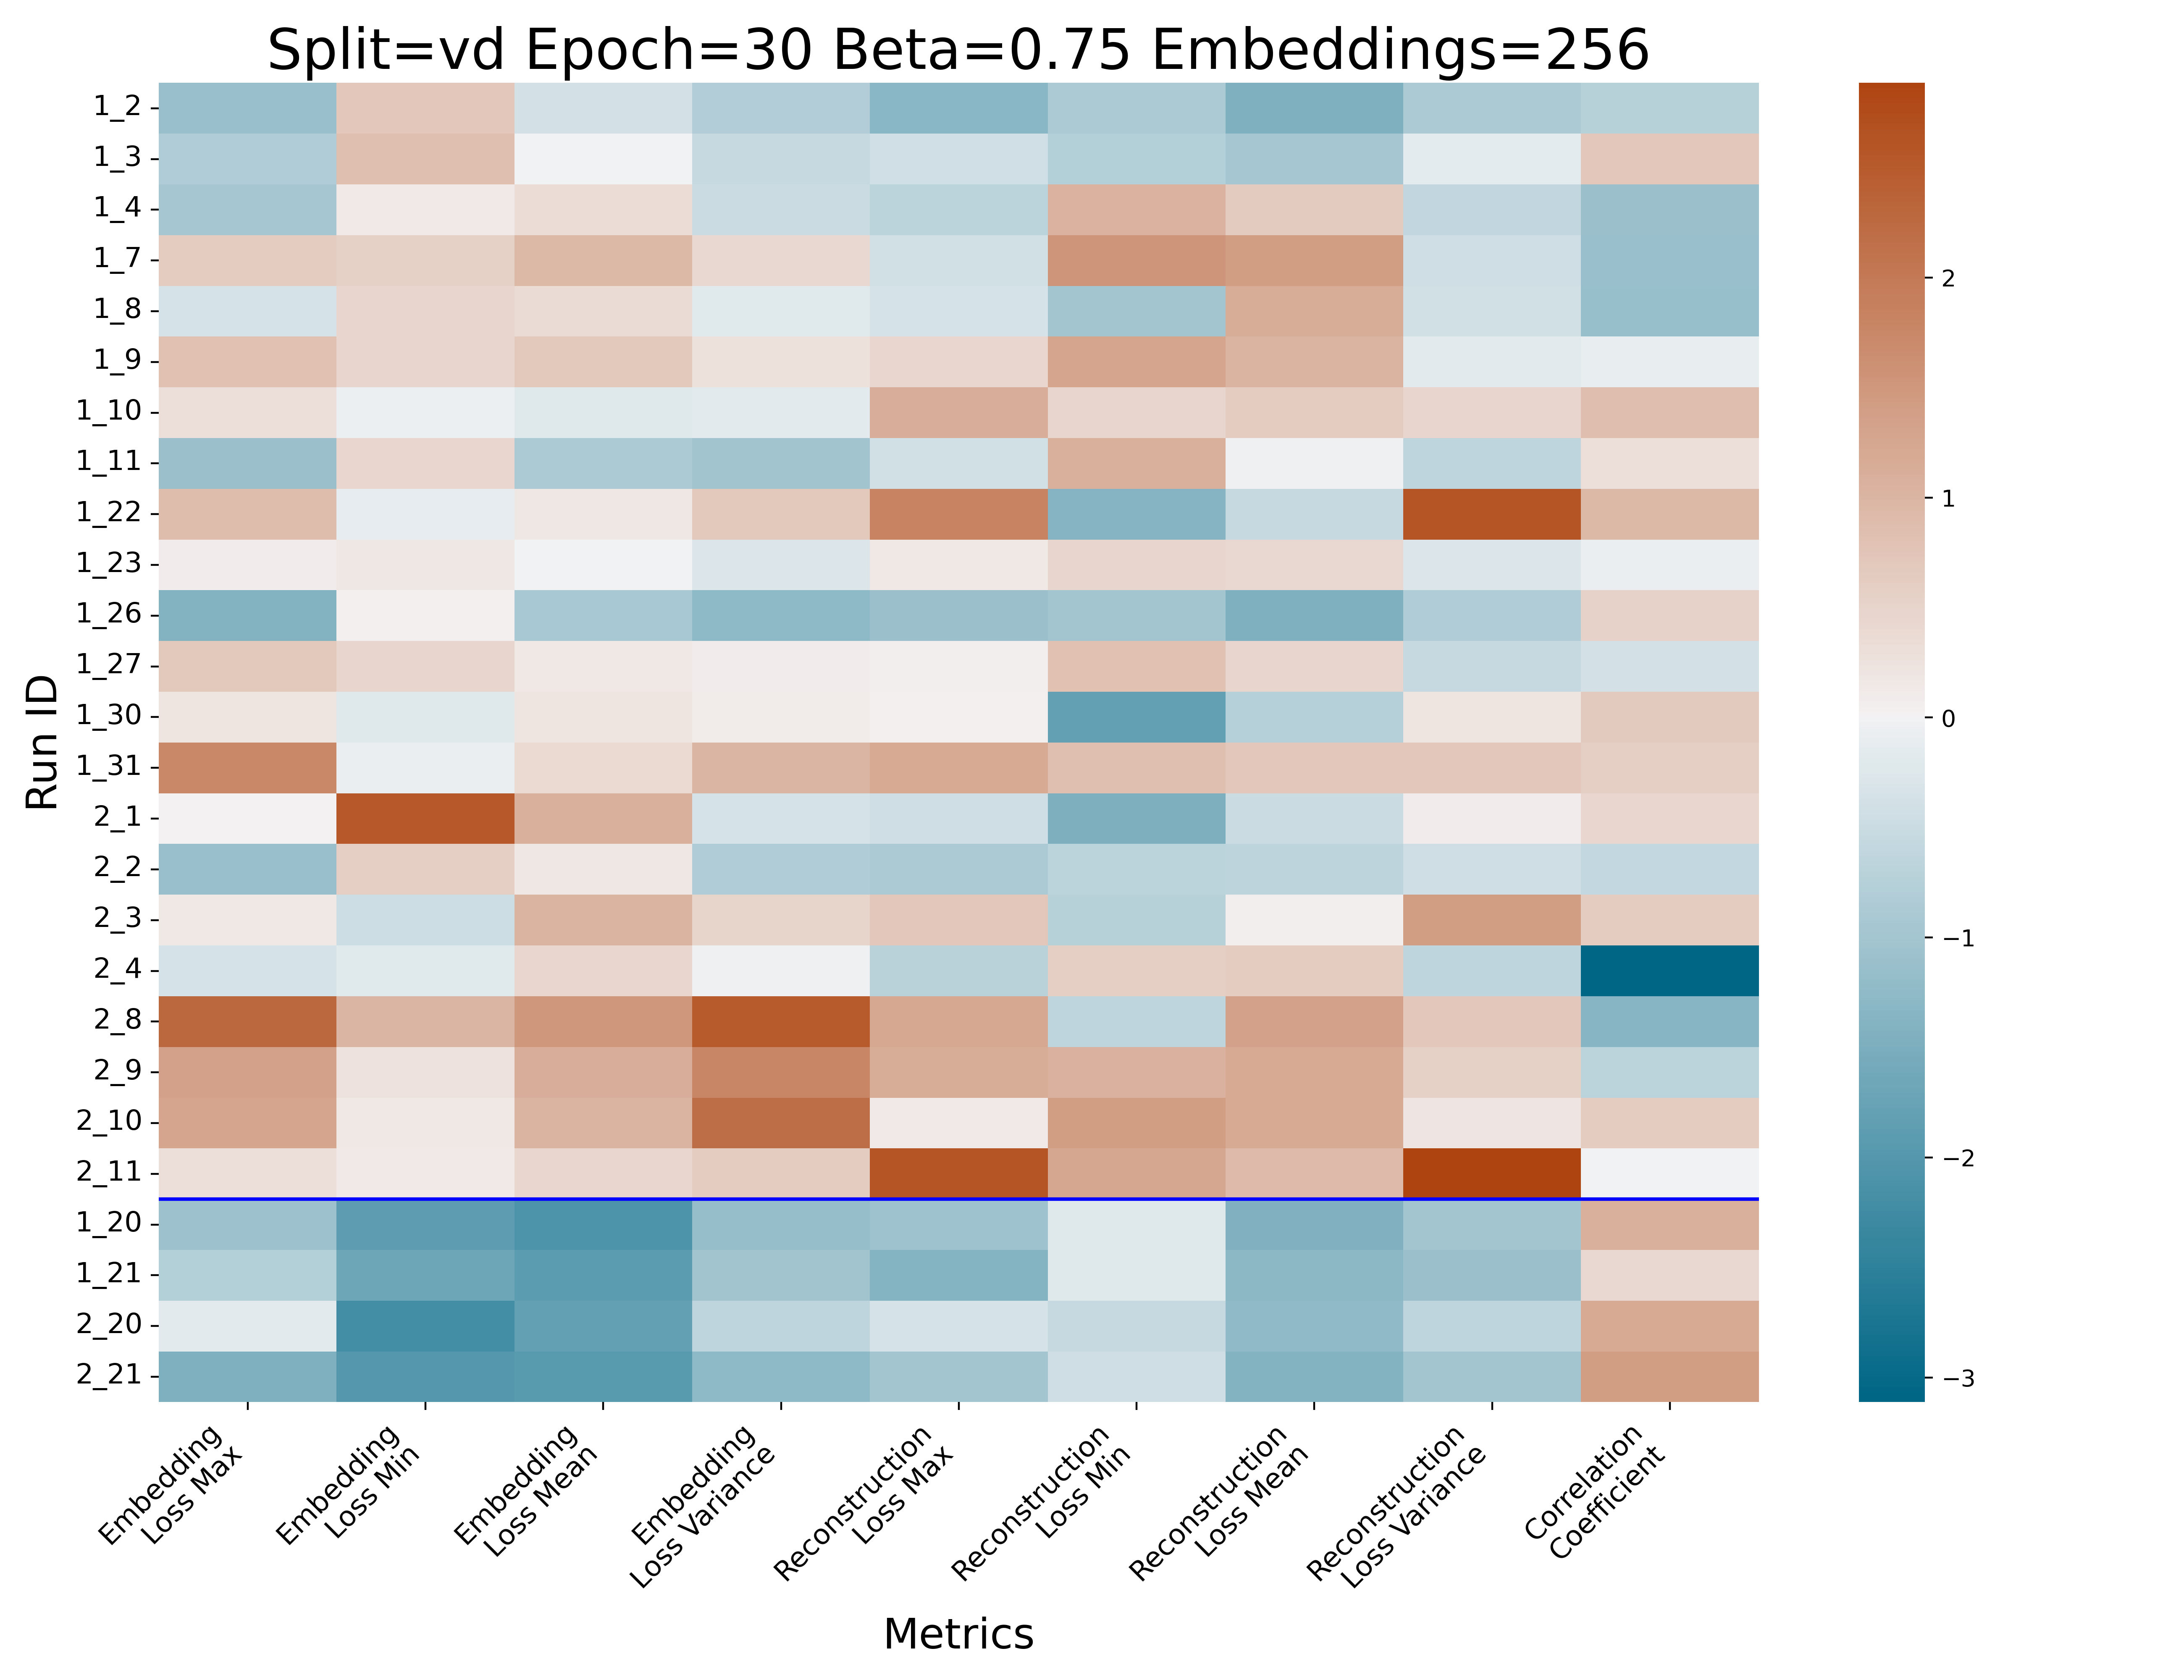 Split=vd Epoch=30 Beta=0.75 Embeddings=256
Run ID
1_2
1_3
1_4
1_7
1_8
1_9
1_10
1_11
1_22
1_23
1_26
1_27
1_30
1_31
2_1
2_2
2_3
2_4
2_8
2_9
2_10
2_11
1_20
1_21
2_20
2_21
Embedding
Loss Max
Embedding
Loss Min
Embedding
Loss Mean
Embedding
Loss Variance
Reconstruction
Loss Max
Reconstruction
Loss Min
Reconstruction
Loss Mean
Reconstruction
Loss Variance
Correlation
Coefficient
Metrics
2
1
0
−1
−2
−3